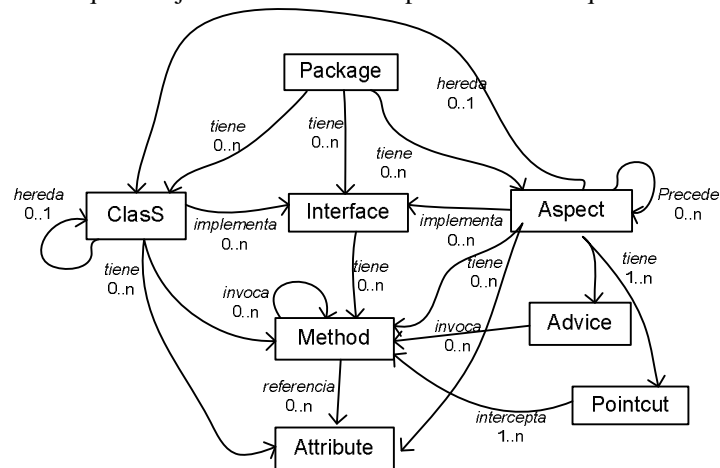 Package
hereda
0..1
tiene
0..n
tiene
0..n
tiene
0..n
hereda
0..1
ClasS
implementa
0..n
Interface
implementa
0..n
Aspect
Precede
0..n
tiene
0..n
invoca
0..n
tiene
0..n
tiene
0..n
tiene
1..n
Method
invoca
0..n
Advice
referencia
0..n
intercepta
1..n
Pointcut
Attribute